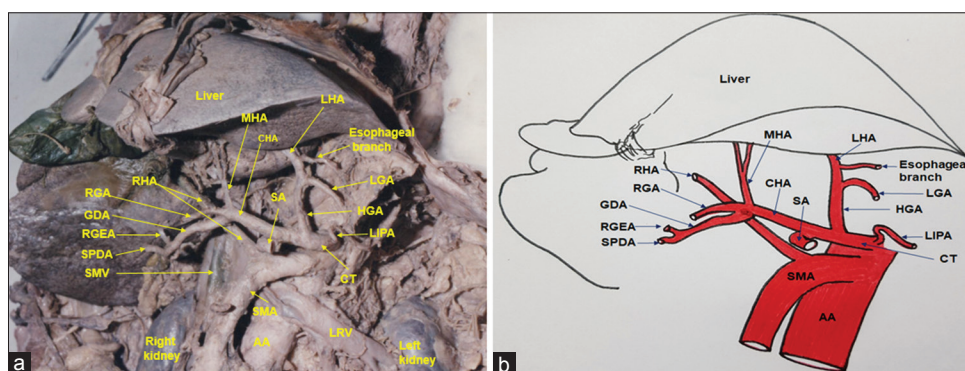 Liver
LHA
MHA
CHA
Esophageal
branch
RHA
RGA
SA
LGA
GDA
HGA
RGEA
LIPA
SPDA
SMV
CT
SMA
LRV
AA
Right
kidney
Left
kidney
a
Liver
MHA
LHA
RHA
Esophageal
branch
RGA
CHA
LGA
GDA
SA
HGA
RGEA
LIPA
SPDA
CT
SMA
AA
b